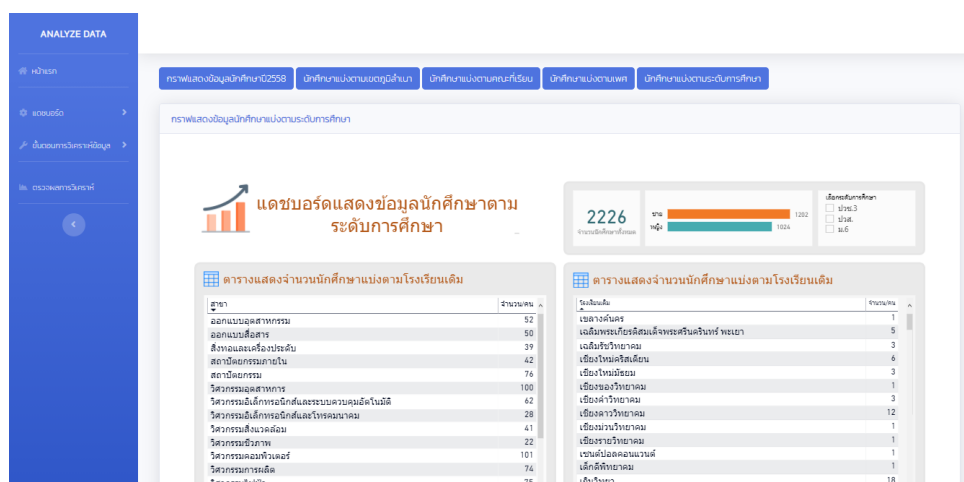 ANALYZE DATA
หน้าแรก
แดชบอร์ด
ขั้นตอนการวิเคราะห์ข้อมูล
ตรวจผลการวิเคราะห์
กราฟแสดงข้อมูลนักศึกษาปี2558 นักศึกษาแบ่งตามเขตภูมิลำเนา นักศึกษาแบ่งตามคณะที่เรียน นักศึกษาแบ่งตามเพศ นักศึกษาแบ่งตามระดับการศึกษา
กราฟแสดงข้อมูลนักศึกษาแบ่งตามระดับการศึกษา
แดชบอร์ดแสดงข้อมูลนักศึกษาตาม
ระดับการศึกษา
2226
จำนวนนักศึกษาทั้งหมด
ชาย 1202
หญิง 1024
เลือกระดับการศึกษา
ปวช.3
ปวส.
ม.6
ตารางแสดงจำนวนนักศึกษาแบ่งตามโรงเรียนเดิม
สาขา จำนวน/คน
ออกแบบอุตสาหกรรม 52
ออกแบบสื่อสาร 50
สิ่งทอและเครื่องประดับ 39
สถาปัตยกรรมภายใน 42
สถาปัตยกรรม 76
วิศวกรรมอุตสาหการ 100
วิศวกรรมอิเล็กทรอนิกส์และระบบควบคุมอัตโนมัติ 62
วิศวกรรมอิเล็กทรอนิกส์และโทรคมนาคม 28
วิศวกรรมสิ่งแวดล้อม 41
วิศวกรรมชีวภาพ 22
วิศวกรรมคอมพิวเตอร์ 101
วิศวกรรมการผลิต 74
ตารางแสดงจำนวนนักศึกษาแบ่งตามโรงเรียนเดิม
โรงเรียนเดิม จำนวน/คน
เขลางค์นคร 1
เฉลิมพระเกียรติสมเด็จพระศรีนครินทร์ พะเยา 5
เฉลิมรัชวิทยาคม 3
เชียงใหม่คริสเตียน 6
เชียงใหม่มัธยม 3
เชียงของวิทยาคม 1
เชียงคำวิทยาคม 3
เชียงดาววิทยาคม 12
เชียงม่วนวิทยาคม 1
เชียงรายวิทยาคม 1
เซนต์ปอลคอนแวนต์ 1
เด็กดีพิทยาคม 1
เถินวิทยา 18